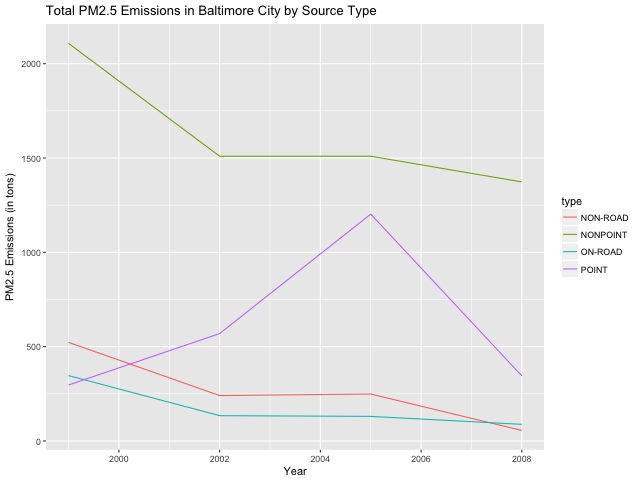 Total PM2.5 Emissions in Baltimore City by Source Type
PM2.5 Emissions (in tons)
2000
1500
1000
500
0
2000 2002 2004 2006 2008
Year
type
NON-ROAD
NONPOINT
ON-ROAD
POINT